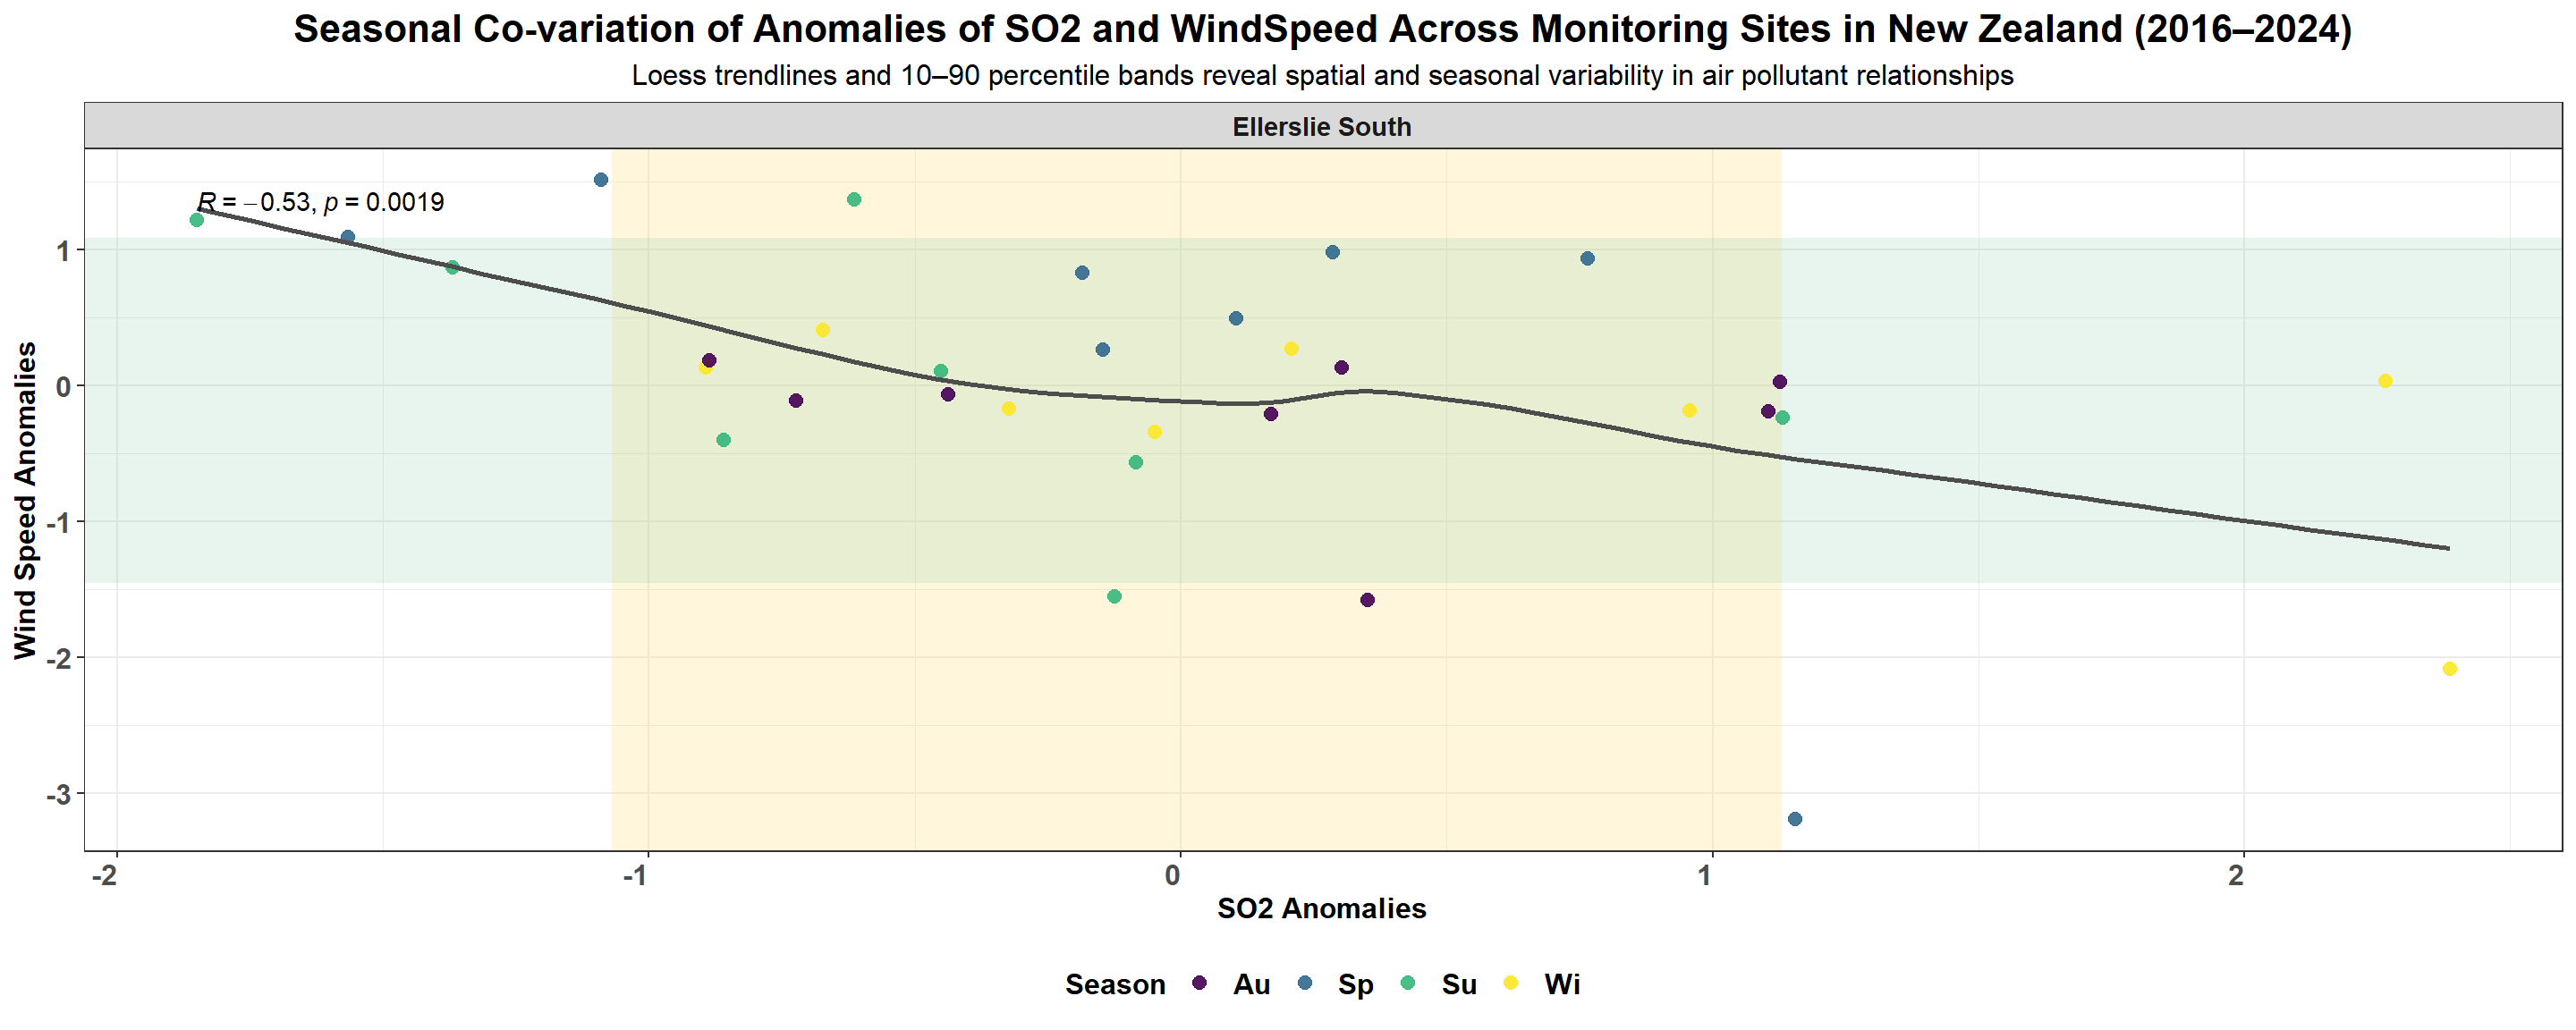 Seasonal Co-variation of Anomalies of SO2 and WindSpeed Across Monitoring Sites in New Zealand (2016–2024)
Loess trendlines and 10–90 percentile bands reveal spatial and seasonal variability in air pollutant relationships
Ellerslie South
R = −0.53, p = 0.0019
Wind Speed Anomalies
1
0
-1
-2
-3
-2 -1 0 1 2
SO2 Anomalies
Season Au Sp Su Wi